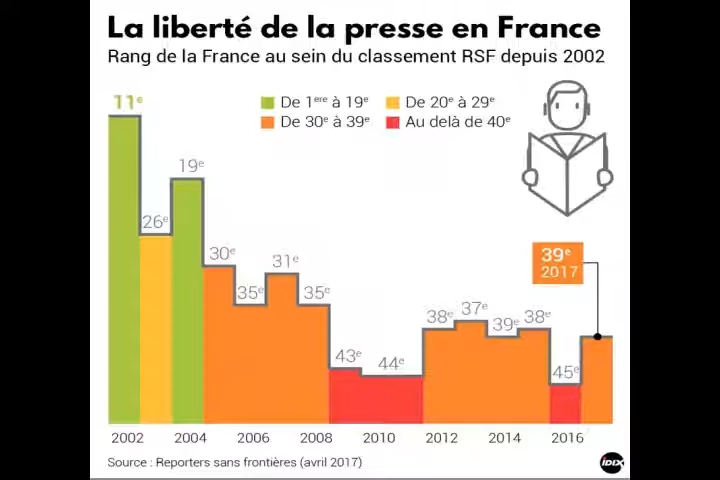 La liberté de la presse en France
Rang de la France au sein du classement RSF depuis 2002
De 1ere à 19e
De 20e à 29e
De 30e à 39e
Au delà de 40e
11e
26e
19e
30e
35e
31e
35e
43e
44e
38e
37e
39e
38e
45e
39e
2017
2002 2004 2006 2008 2010 2012 2014 2016
Source : Reporters sans frontières (avril 2017)
iDIX